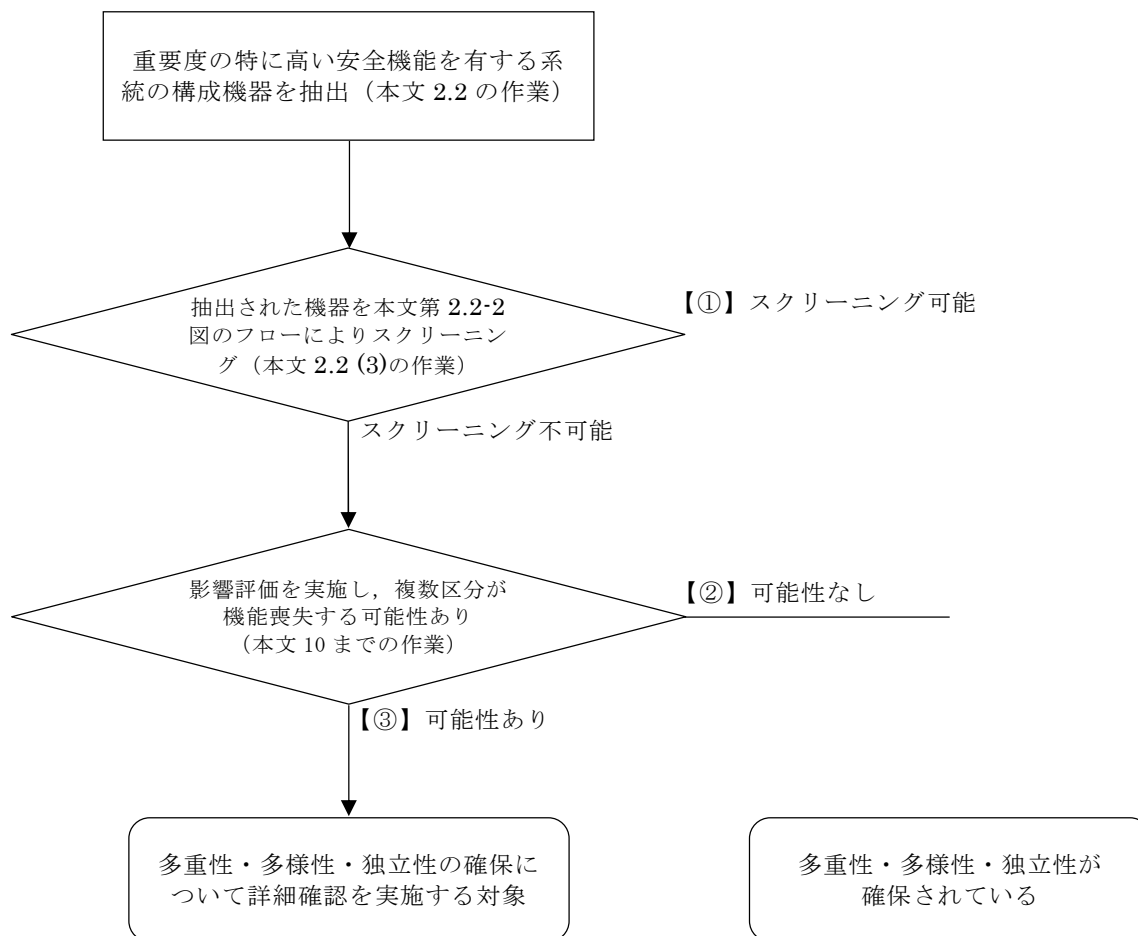 重要度の特に高い安全機能を有する系
統の構成機器を抽出（本文 2.2 の作業）
抽出された機器を本文第 2.2-2
図のフローによりスクリーニン
グ（本文 2.2 (3)の作業）
【①】スクリーニング可能
スクリーニング不可能
影響評価を実施し，複数区分が
機能喪失する可能性あり
（本文 10 までの作業）
【②】可能性なし
【③】可能性あり
多重性・多様性・独立性の確保に
ついて詳細確認を実施する対象
多重性・多様性・独立性が
確保されている